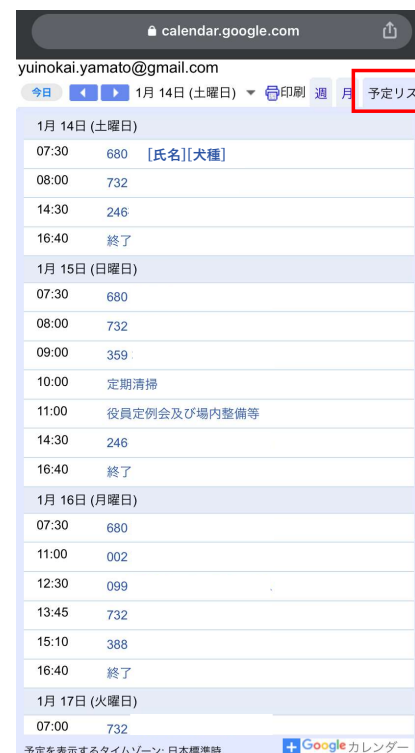 calendar.google.com
yuinokai.yamato@gmail.com
今日 1月 14日 (土曜日) 印刷 週 月 予定リス
1月 14日 (土曜日)
07:30 680 [氏名][犬種]
08:00 732
14:30 246
16:40 終了
1月 15日 (日曜日)
07:30 680
08:00 732
09:00 359
10:00 定期清掃
11:00 役員定例会及び場内整備等
14:30 246
16:40 終了
1月 16日 (月曜日)
07:30 680
11:00 002
12:30 099
13:45 732
15:10 388
16:40 終了
1月 17日 (火曜日)
07:00 732
予定を表示するタイムゾーン: 日本標準時 Google カレンダー